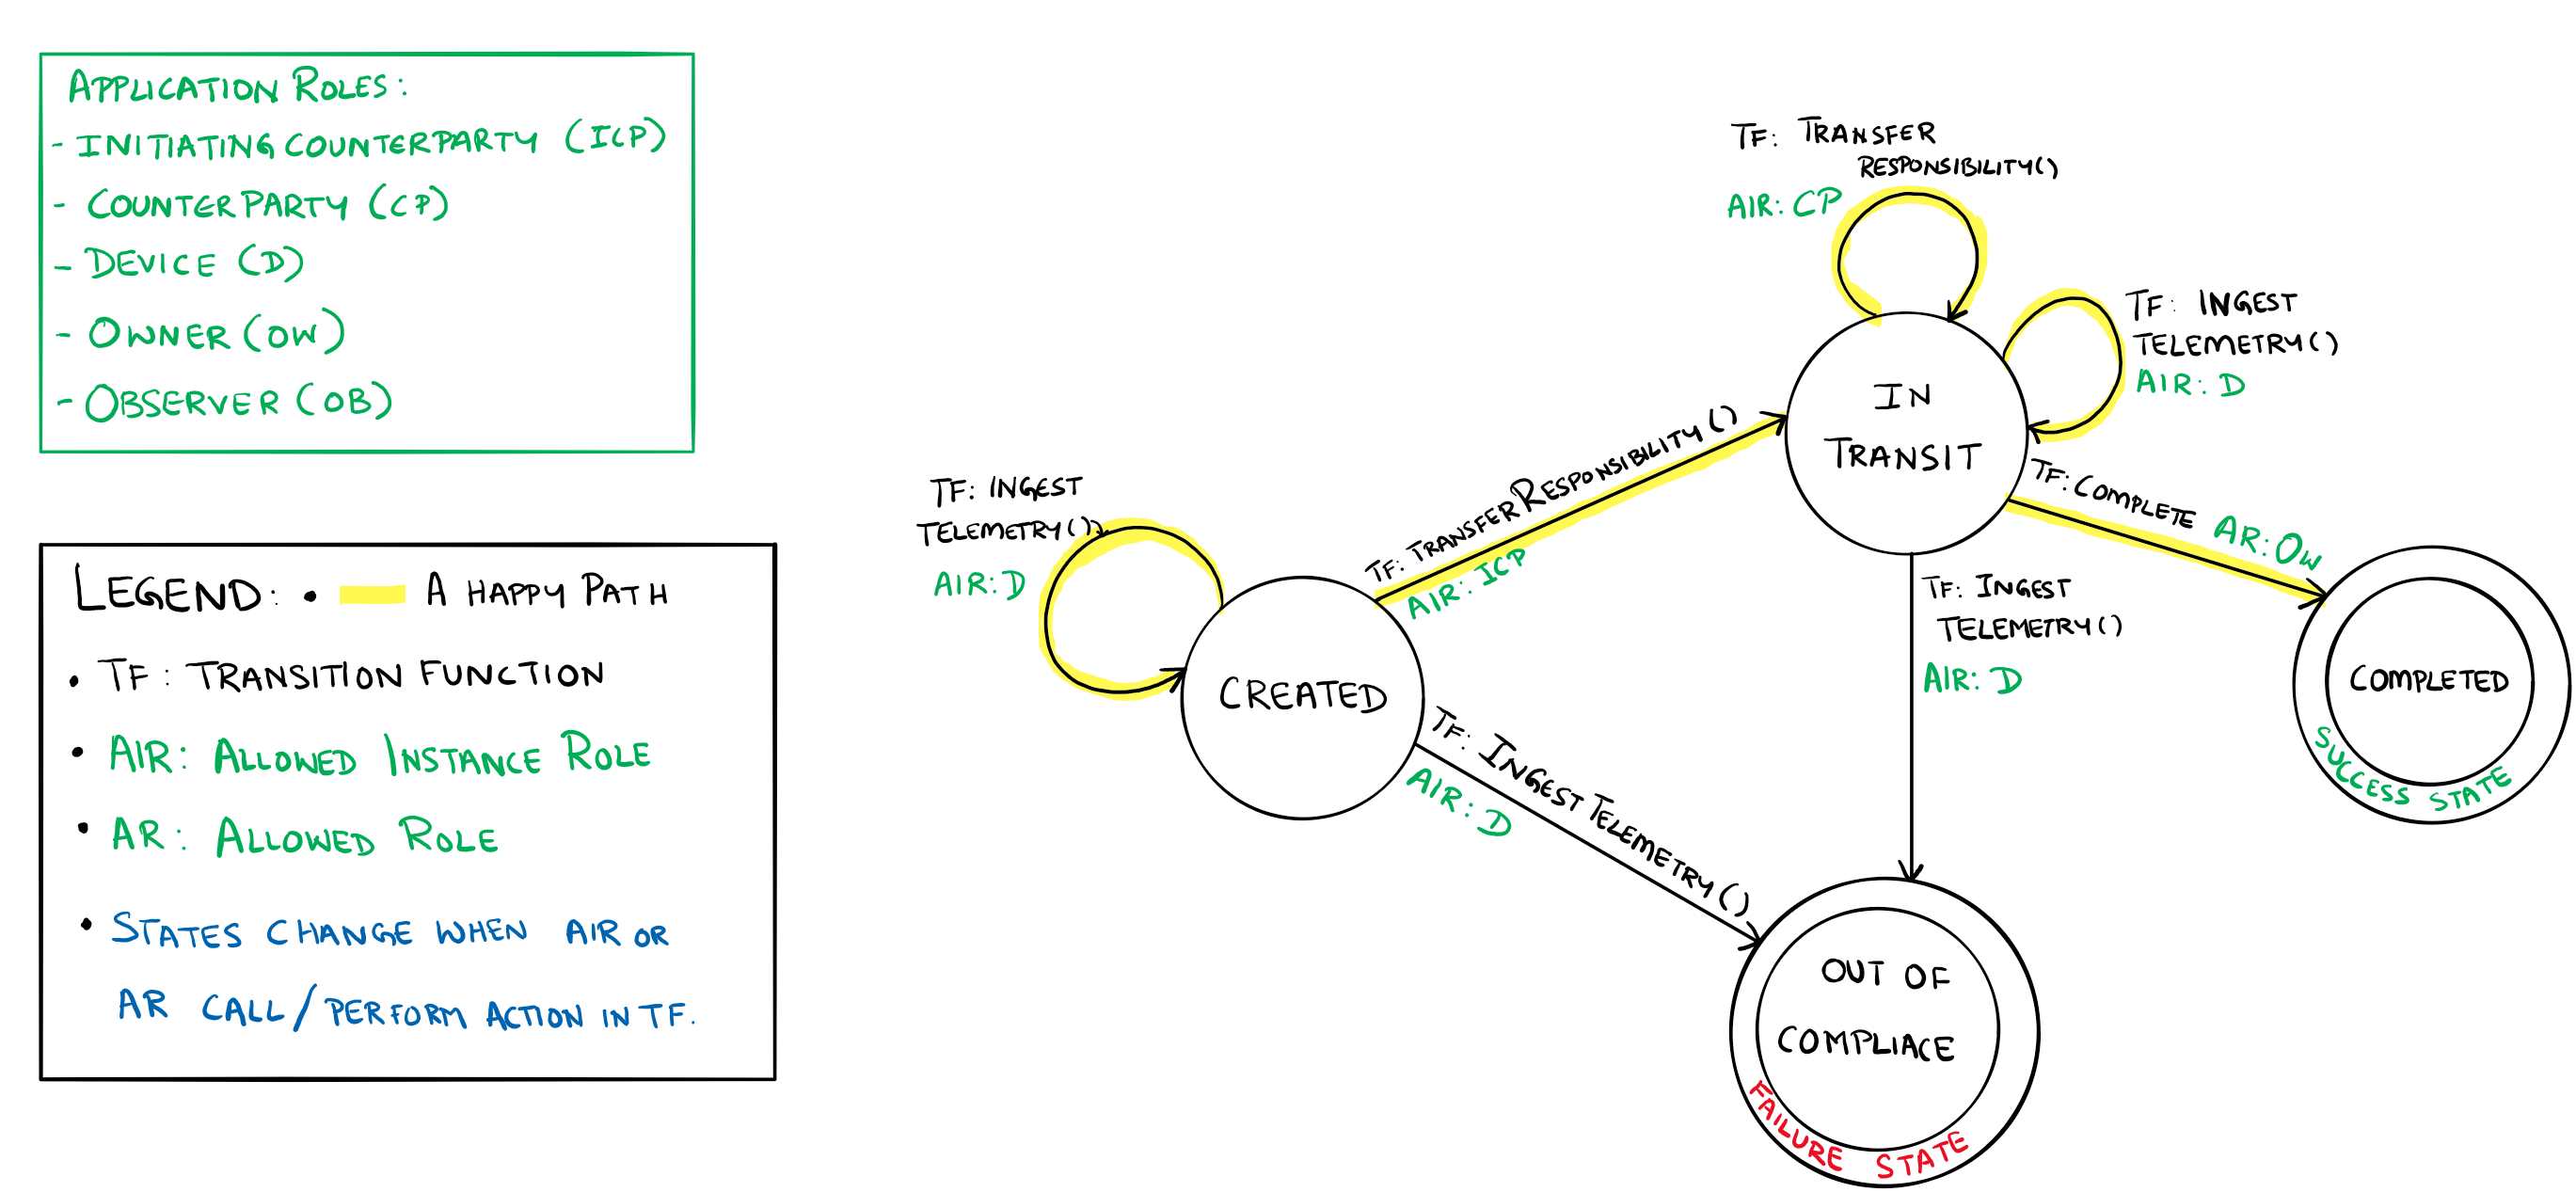 APPLICATION ROLES:
- INITIATING COUNTERPARTY (ICP)
- COUNTERPARTY (CP)
- DEVICE (D)
- OWNER (OW)
- OBSERVER (OB)
LEGEND: • A HAPPY PATH
• TF: TRANSITION FUNCTION
• AIR: ALLOWED INSTANCE ROLE
• AR: ALLOWED ROLE
• STATES CHANGE WHEN AIR OR
AR CALL/PERFORM ACTION IN TF.
TF: INGEST
TELEMETRY()
AIR: D
CREATED
TF: TRANSFER RESPONSIBILITY()
AIR: ICP
TF: INGEST TELEMETRY()
AIR: D
TF: TRANSFER
RESPONSIBILITY()
AIR: CP
TF: INGEST
TELEMETRY()
AIR: D
IN
TRANSIT
TF: COMPLETE AR: OW
TF: INGEST
TELEMETRY()
AIR: D
COMPLETED
SUCCESS STATE
OUT OF
COMPLIACE
FAILURE STATE